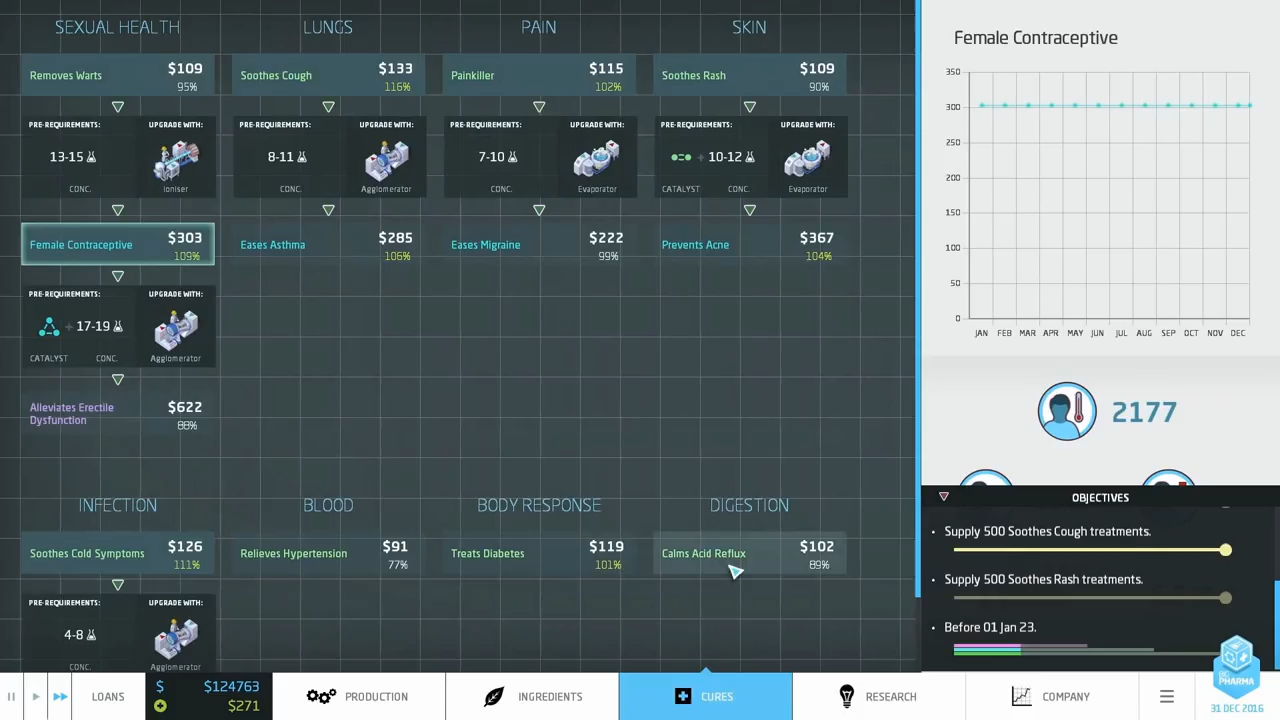 SEXUAL HEALTH
LUNGS
PAIN
SKIN
Removes Warts $109 95%
Soothes Cough $133 116%
Painkiller $115 102%
Soothes Rash $109 90%
PRE-REQUIREMENTS: UPGRADE WITH:
13-15
CONC. Ioniser
PRE-REQUIREMENTS: UPGRADE WITH:
8-11
CONC. Agglomerator
PRE-REQUIREMENTS: UPGRADE WITH:
7-10
CONC. Evaporator
PRE-REQUIREMENTS: UPGRADE WITH:
+ 10-12
CATALYST CONC. Evaporator
Female Contraceptive $303 109%
Eases Asthma $285 106%
Eases Migraine $222 99%
Prevents Acne $367 104%
PRE-REQUIREMENTS: UPGRADE WITH:
+ 17-19
CATALYST CONC. Agglomerator
Alleviates Erectile
Dysfunction
$622
88%
INFECTION
BLOOD
BODY RESPONSE
DIGESTION
Soothes Cold Symptoms $126 111%
Relieves Hypertension $91 77%
Treats Diabetes $119 101%
Calms Acid Reflux $102 89%
PRE-REQUIREMENTS: UPGRADE WITH:
4-8
CONC. Agglomerator
Female Contraceptive
350
300
250
200
150
100
50
0
JAN FEB MAR APR MAY JUN JUL AUG SEP OCT NOV DEC
2177
OBJECTIVES
• Supply 500 Soothes Cough treatments.
• Supply 500 Soothes Rash treatments.
• Before 01 Jan 23.
LOANS
$ $124763
$271
PRODUCTION
INGREDIENTS
CURES
RESEARCH
COMPANY
BIG
PHARMA
31 DEC 2016